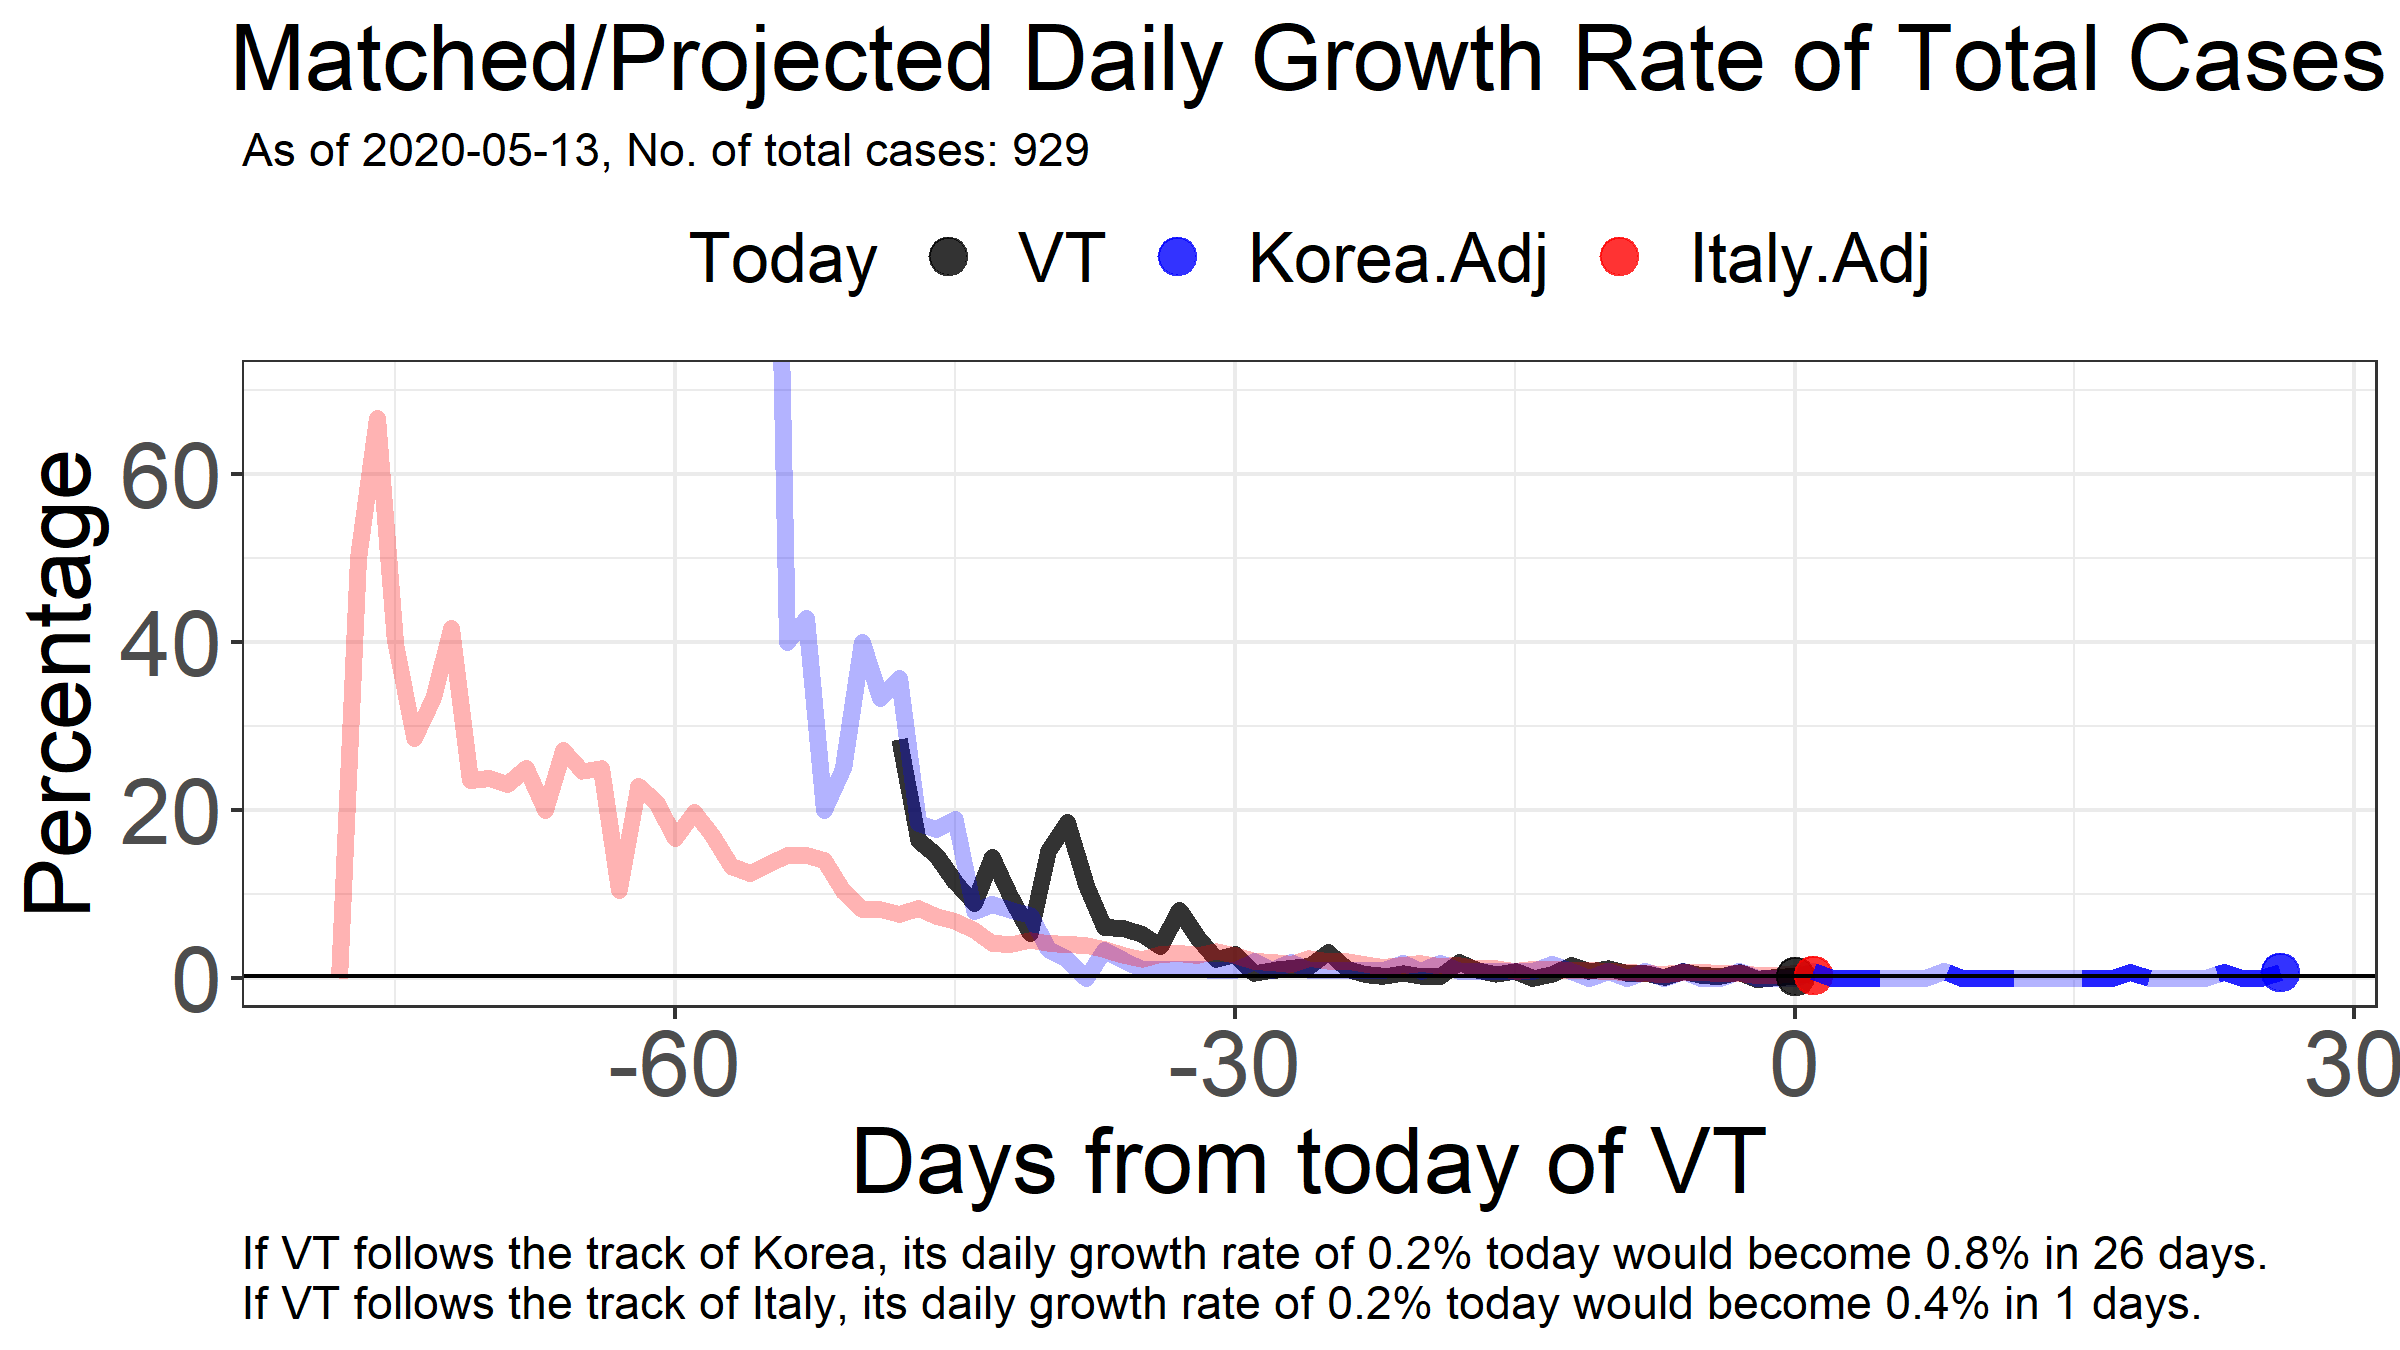 Matched/Projected Daily Growth Rate of Total Cases
As of 2020-05-13, No. of total cases: 929
Today VT Korea.Adj Italy.Adj
Percentage
60
40
20
0
-60 -30 0 30
Days from today of VT
If VT follows the track of Korea, its daily growth rate of 0.2% today would become 0.8% in 26 days.
If VT follows the track of Italy, its daily growth rate of 0.2% today would become 0.4% in 1 days.